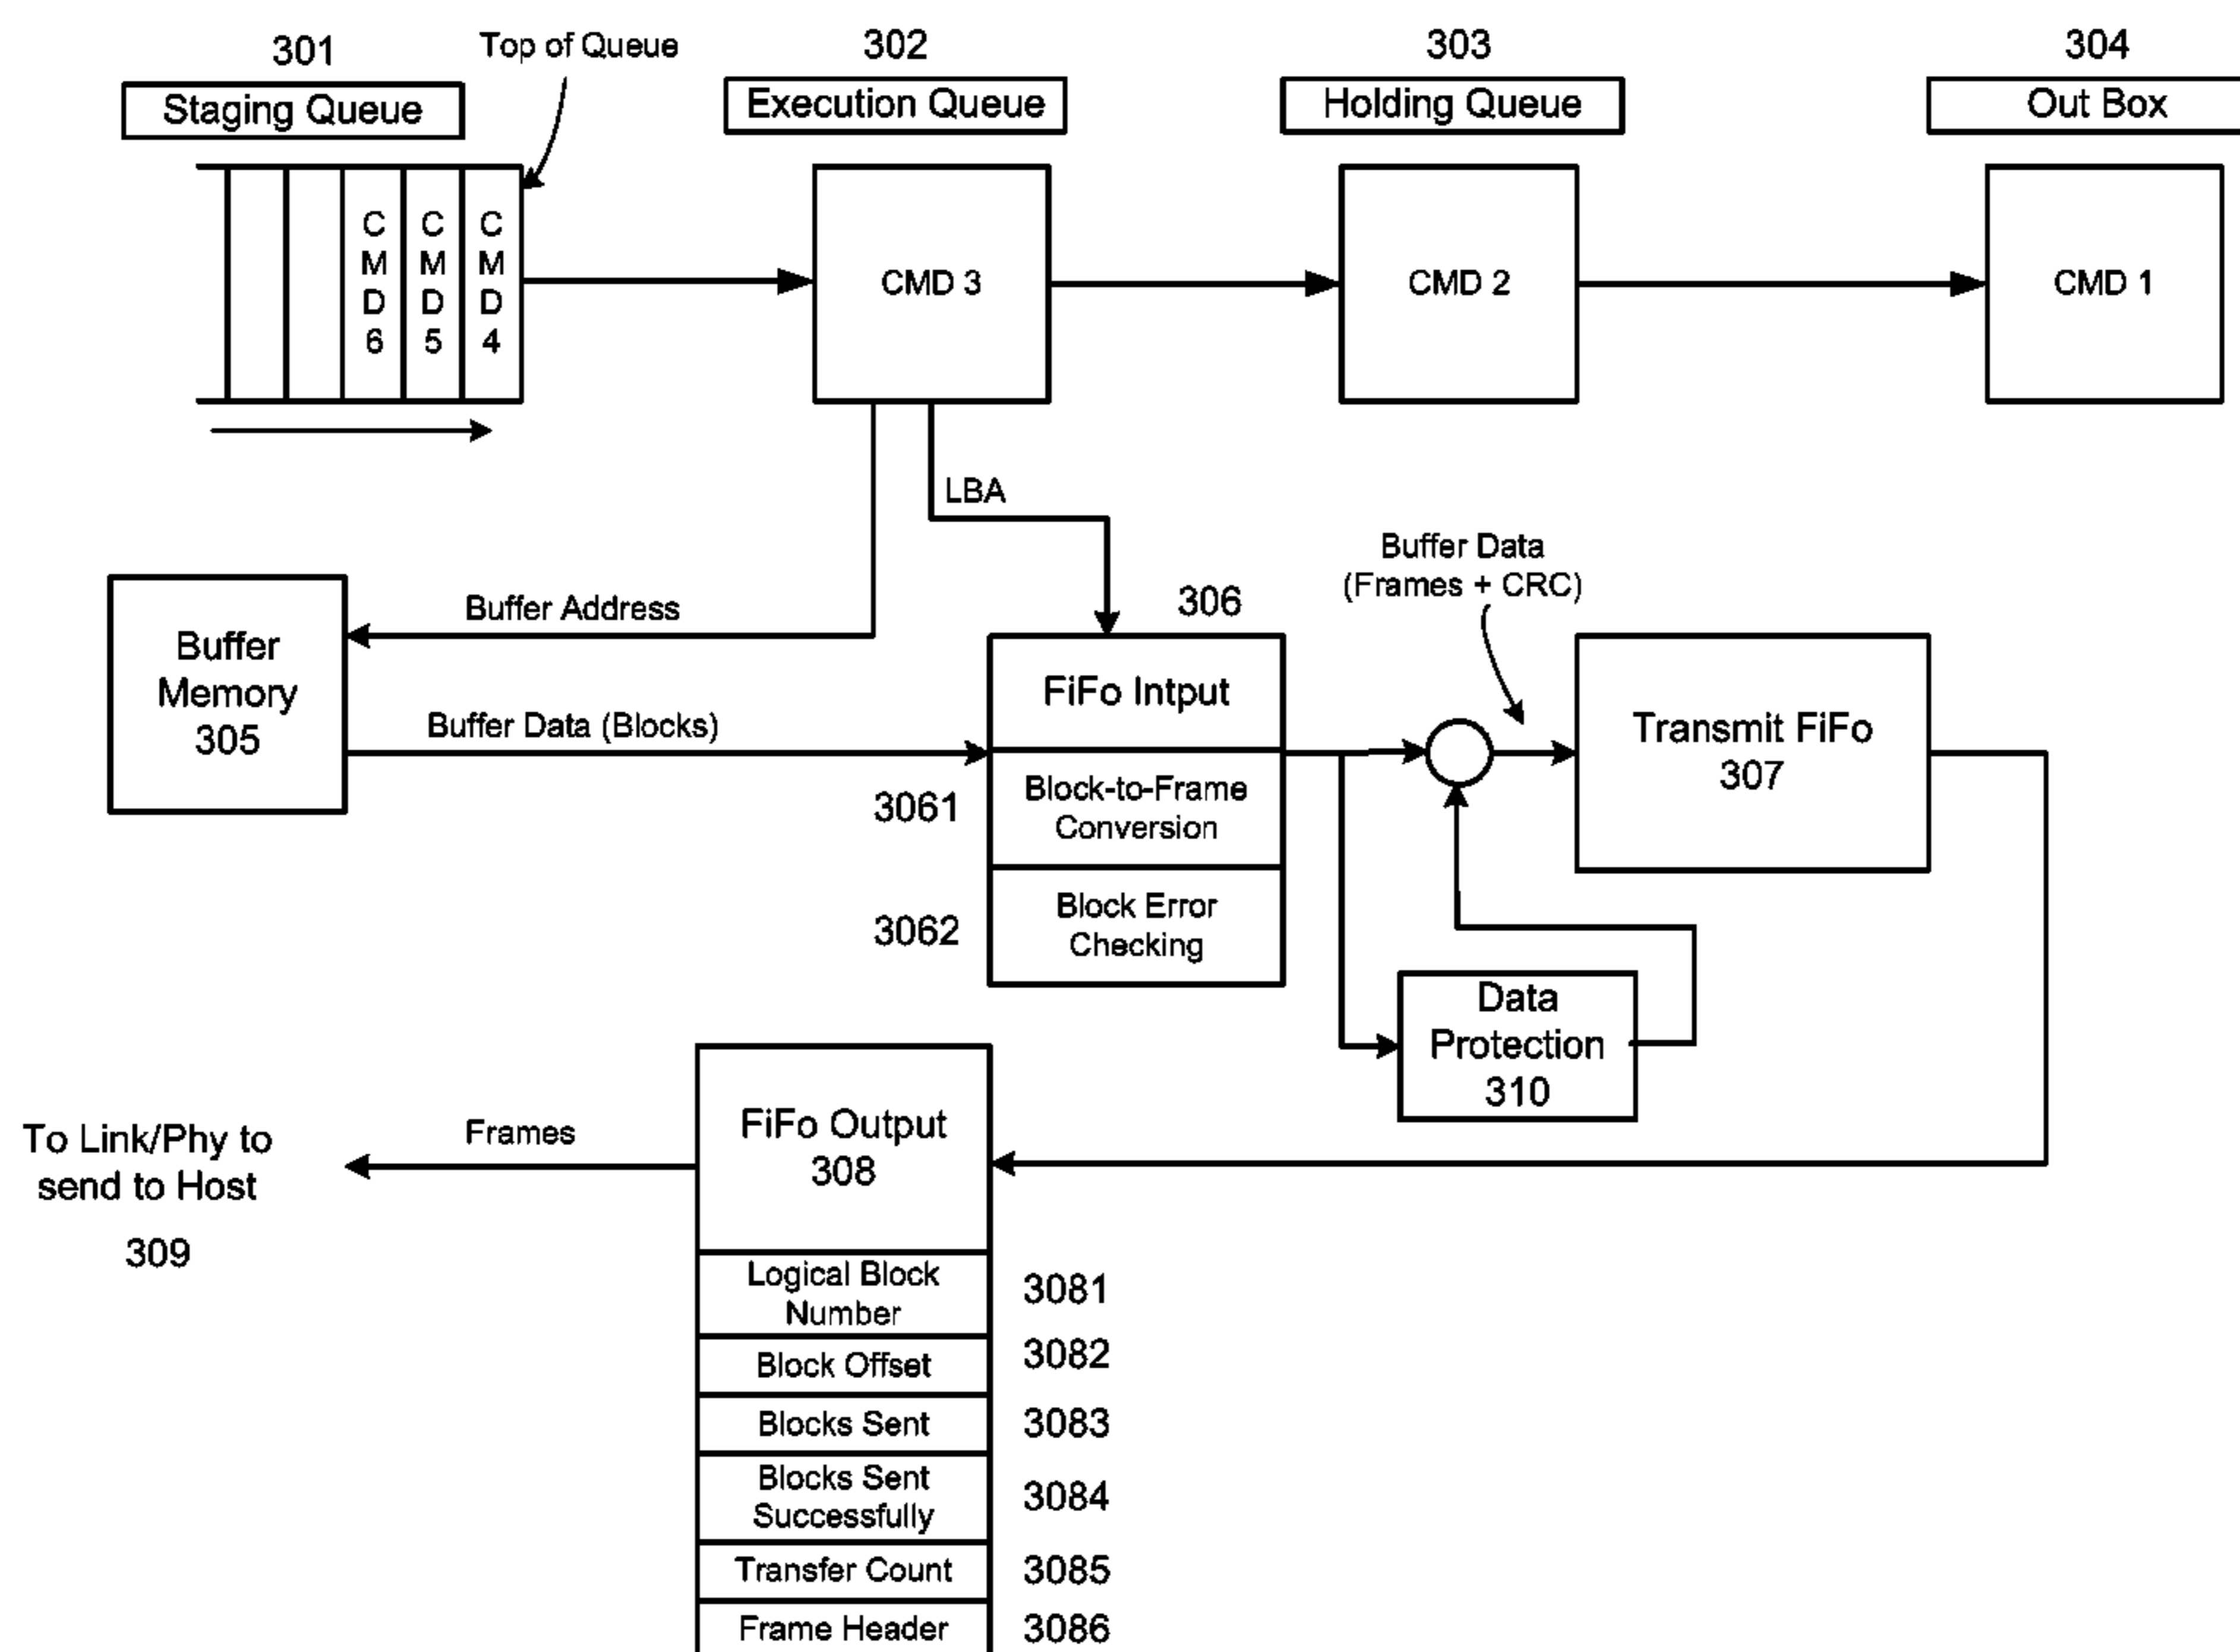 301
Top of Queue
302
303
304
Staging Queue
Execution Queue
Holding Queue
Out Box
CMD6
CMD5
CMD4
CMD 3
CMD 2
CMD 1
LBA
Buffer Data
(Frames + CRC)
Buffer Address
306
Buffer
Memory
305
FiFo Intput
Transmit FiFo
307
Buffer Data (Blocks)
3061
Block-to-Frame
Conversion
3062
Block Error
Checking
Data
Protection
310
To Link/Phy to
send to Host
309
Frames
FiFo Output
308
Logical Block
Number
3081
Block Offset
3082
Blocks Sent
3083
Blocks Sent
Successfully
3084
Transfer Count
3085
Frame Header
3086